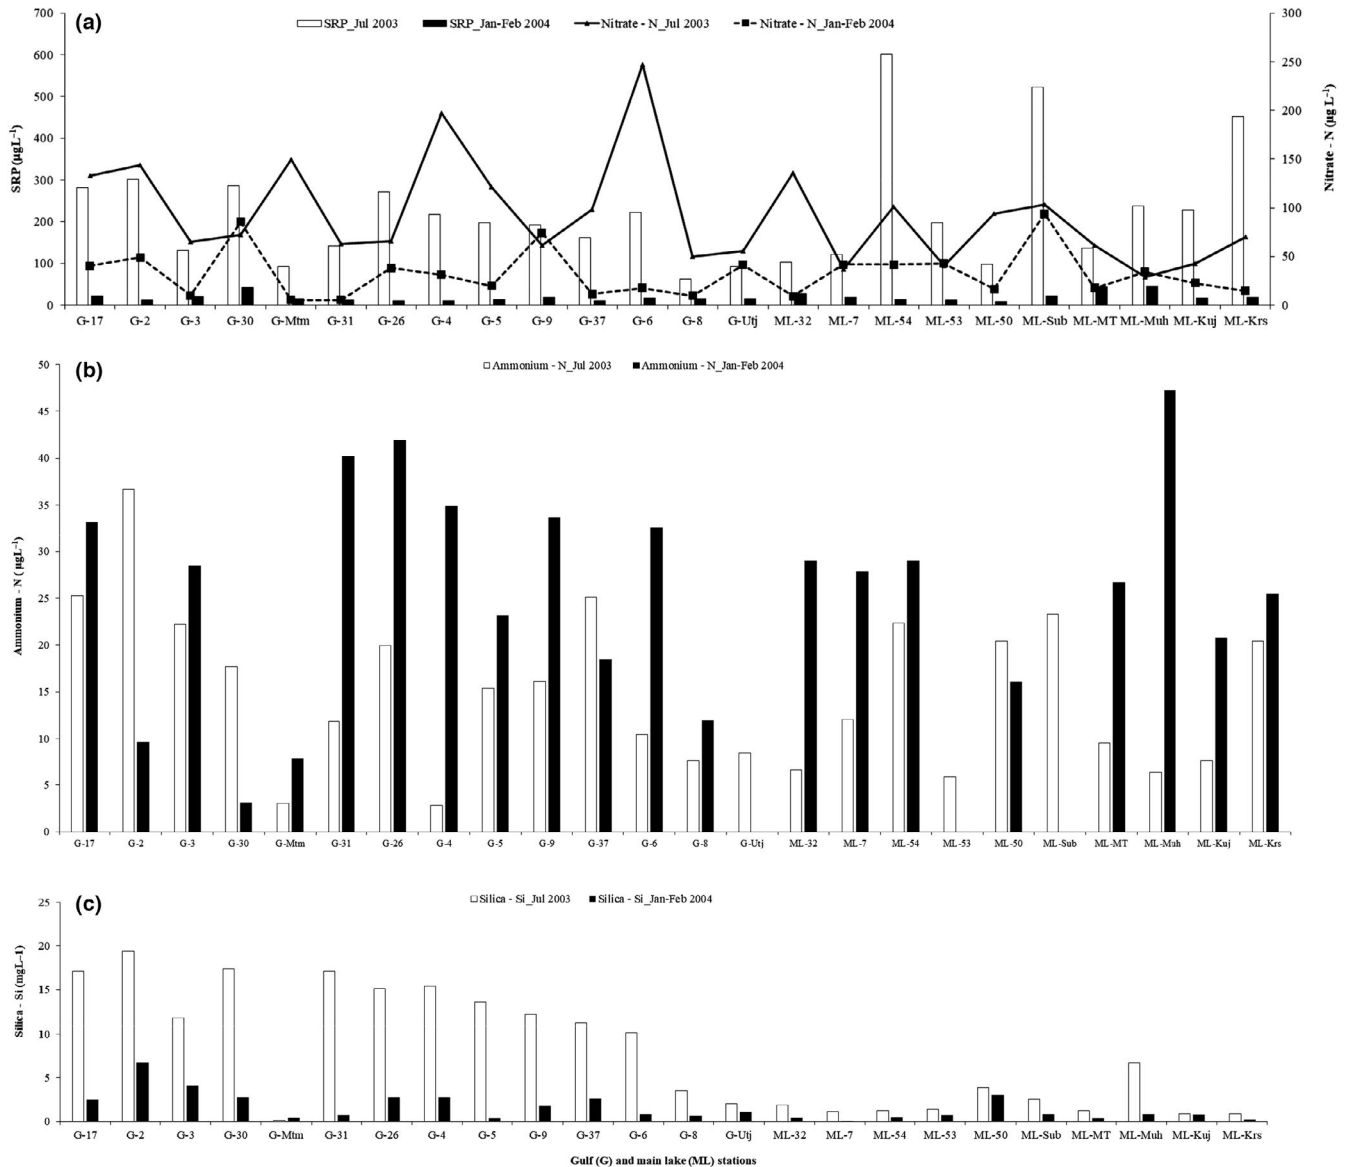 (a)
SRP_Jul 2003 SRP_Jan-Feb 2004 Nitrate - N_Jul 2003 Nitrate - N_Jan-Feb 2004
SRP (µgL⁻¹)
700
600
500
400
300
200
100
0
Nitrate - N (µg L⁻¹)
300
250
200
150
100
50
0
G-17 G-2 G-3 G-30 G-Mtm G-31 G-26 G-4 G-5 G-9 G-37 G-6 G-8 G-Utj ML-32 ML-7 ML-54 ML-53 ML-50 ML-Sub ML-MT ML-Muh ML-Kuj ML-Krs
(b)
Ammonium - N_Jul 2003 Ammonium - N_Jan-Feb 2004
Ammonium - N ( µgL⁻¹)
50
45
40
35
30
25
20
15
10
5
0
G-17 G-2 G-3 G-30 G-Mtm G-31 G-26 G-4 G-5 G-9 G-37 G-6 G-8 G-Utj ML-32 ML-7 ML-54 ML-53 ML-50 ML-Sub ML-MT ML-Muh ML-Kuj ML-Krs
(c)
Silica - Si_Jul 2003 Silica - Si_Jan-Feb 2004
Silica - Si (mgL–1)
25
20
15
10
5
0
G-17 G-2 G-3 G-30 G-Mtm G-31 G-26 G-4 G-5 G-9 G-37 G-6 G-8 G-Utj ML-32 ML-7 ML-54 ML-53 ML-50 ML-Sub ML-MT ML-Muh ML-Kuj ML-Krs
Gulf (G) and main lake (ML) stations